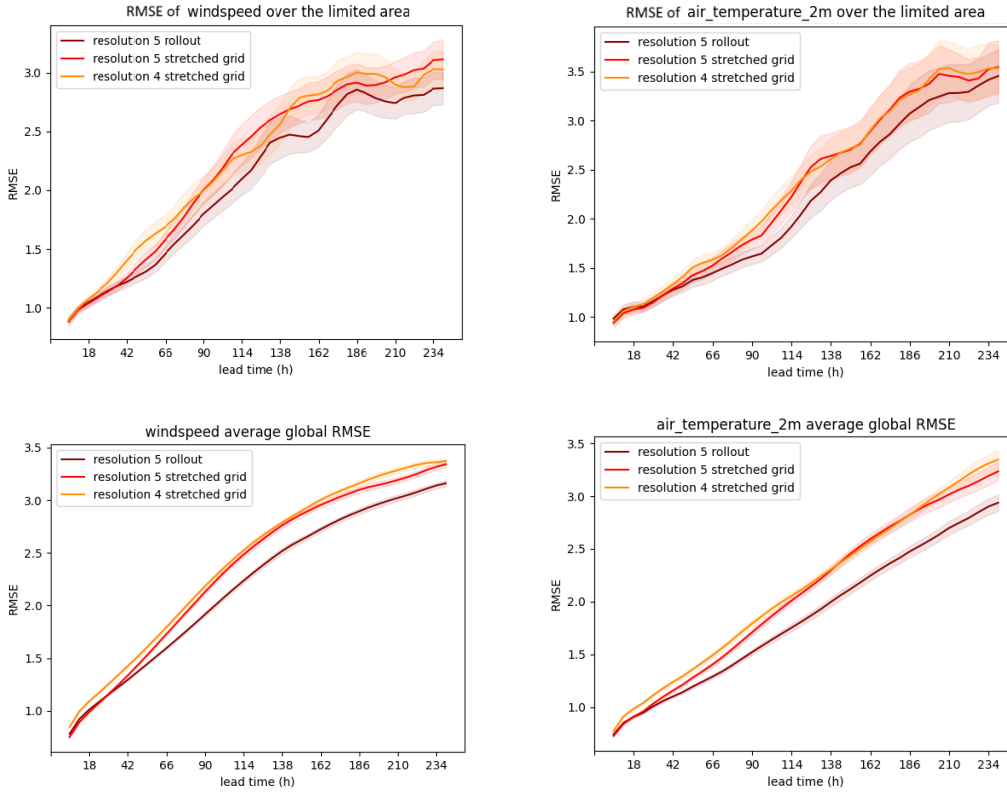 RMSE of windspeed over the limited area
resolution 5 rollout
resolution 5 stretched grid
resolution 4 stretched grid
3.0
2.5
2.0
1.5
1.0
RMSE
18 42 66 90 114 138 162 186 210 234
lead time (h)
RMSE of air_temperature_2m over the limited area
resolution 5 rollout
resolution 5 stretched grid
resolution 4 stretched grid
3.5
3.0
2.5
2.0
1.5
1.0
RMSE
18 42 66 90 114 138 162 186 210 234
lead time (h)
windspeed average global RMSE
resolution 5 rollout
resolution 5 stretched grid
resolution 4 stretched grid
3.5
3.0
2.5
2.0
1.5
1.0
RMSE
18 42 66 90 114 138 162 186 210 234
lead time (h)
air_temperature_2m average global RMSE
resolution 5 rollout
resolution 5 stretched grid
resolution 4 stretched grid
3.5
3.0
2.5
2.0
1.5
1.0
RMSE
18 42 66 90 114 138 162 186 210 234
lead time (h)